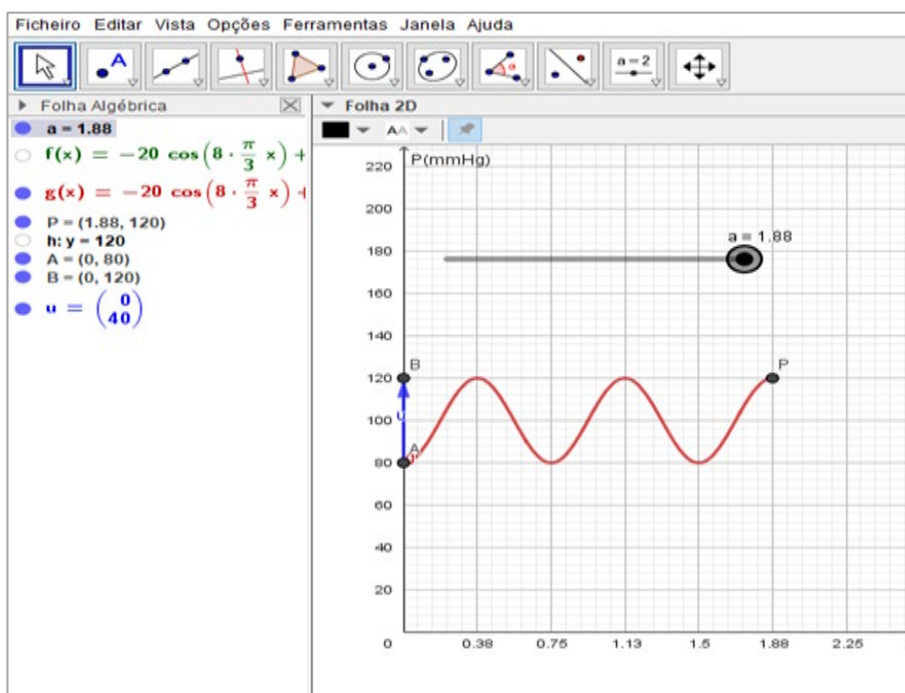 Ficheiro Editar Vista Opções Ferramentas Janela Ajuda
A
a = 2
Folha Algébrica
a = 1.88
f(x) = −20 cos(8 · π/3 x) +
g(x) = −20 cos(8 · π/3 x) +
P = (1.88, 120)
h: y = 120
A = (0, 80)
B = (0, 120)
u = (0 40)
Folha 2D
AA
P(mmHg)
220
200
180
160
140
120
100
80
60
40
20
a = 1.88
B
P
u
A
0 0.38 0.75 1.13 1.5 1.88 2.25